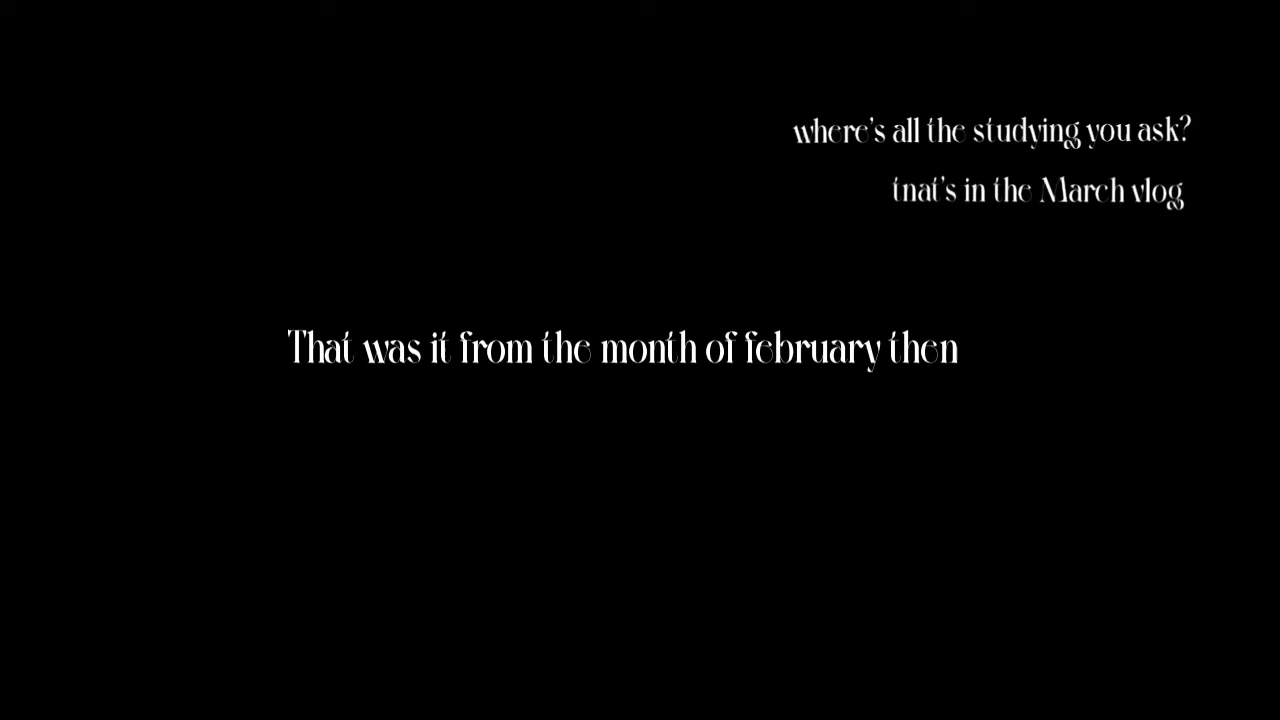 where's all the studying you ask?
tnat's in the March vlog
That was it from the month of february then